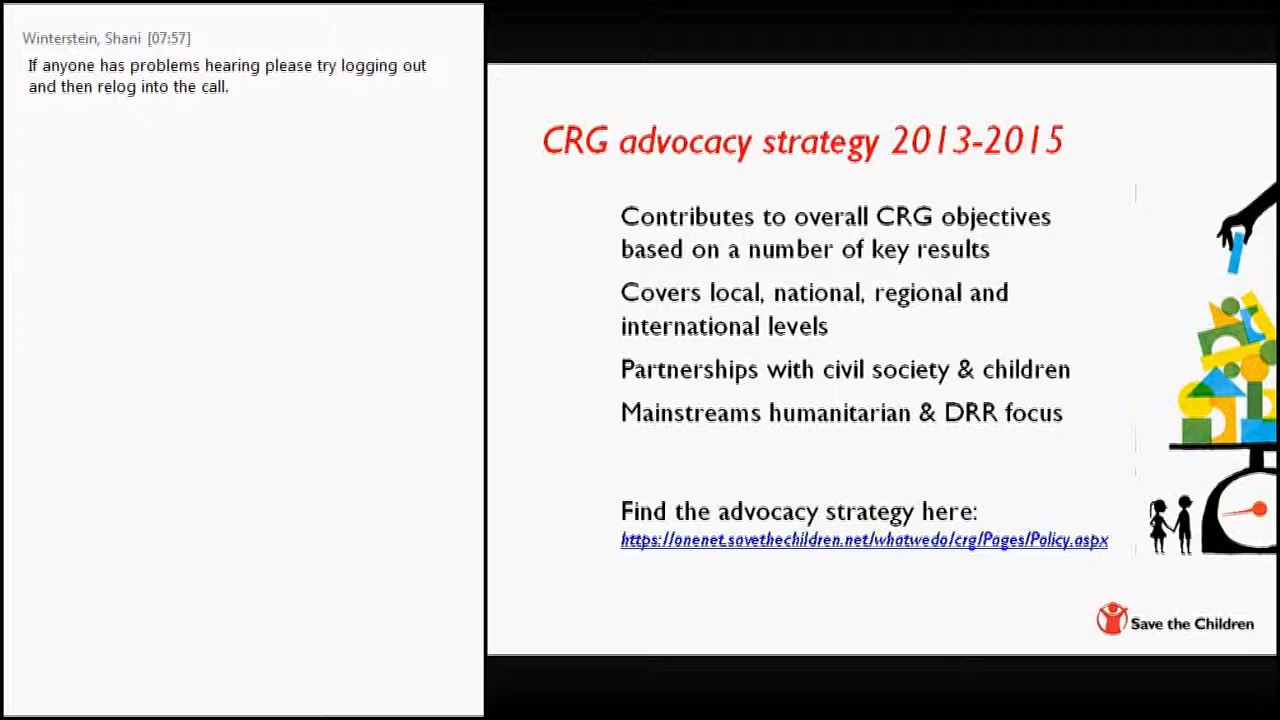 Winterstein, Shani [07:57]
If anyone has problems hearing please try logging out
and then relog into the call.
CRG advocacy strategy 2013-2015
Contributes to overall CRG objectives
based on a number of key results
Covers local, national, regional and
international levels
Partnerships with civil society & children
Mainstreams humanitarian & DRR focus
Find the advocacy strategy here:
https://onenet.savethechildren.net/whatwedo/crg/Pages/Policy.aspx
Save the Children